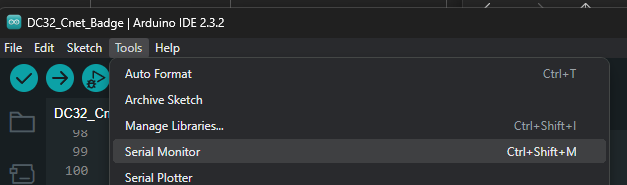 DC32_Cnet_Badge | Arduino IDE 2.3.2
File Edit Sketch Tools Help
Auto Format Ctrl+T
Archive Sketch
DC32_Cn
Manage Libraries... Ctrl+Shift+I
98
99 Serial Monitor Ctrl+Shift+M
100 Serial Plotter